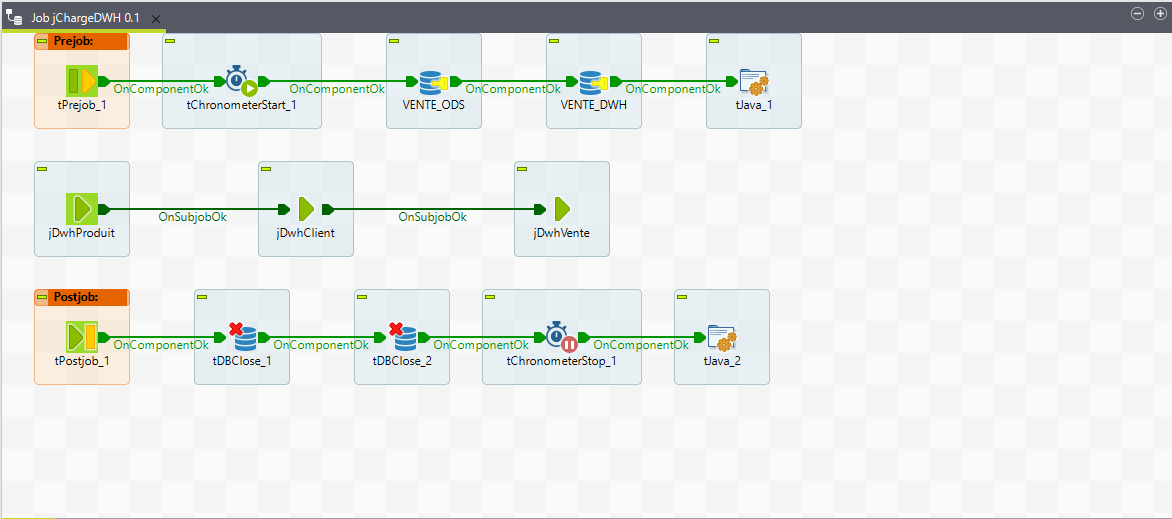 Job jChargeDWH 0.1
Prejob:
OnComponentOk OnComponentOk OnComponentOk OnComponentOk
tPrejob_1 tChronometerStart_1 VENTE_ODS VENTE_DWH tJava_1
OnSubjobOk OnSubjobOk
jDwhProduit jDwhClient jDwhVente
Postjob:
OnComponentOk OnComponentOk OnComponentOk OnComponentOk
tPostjob_1 tDBClose_1 tDBClose_2 tChronometerStop_1 tJava_2